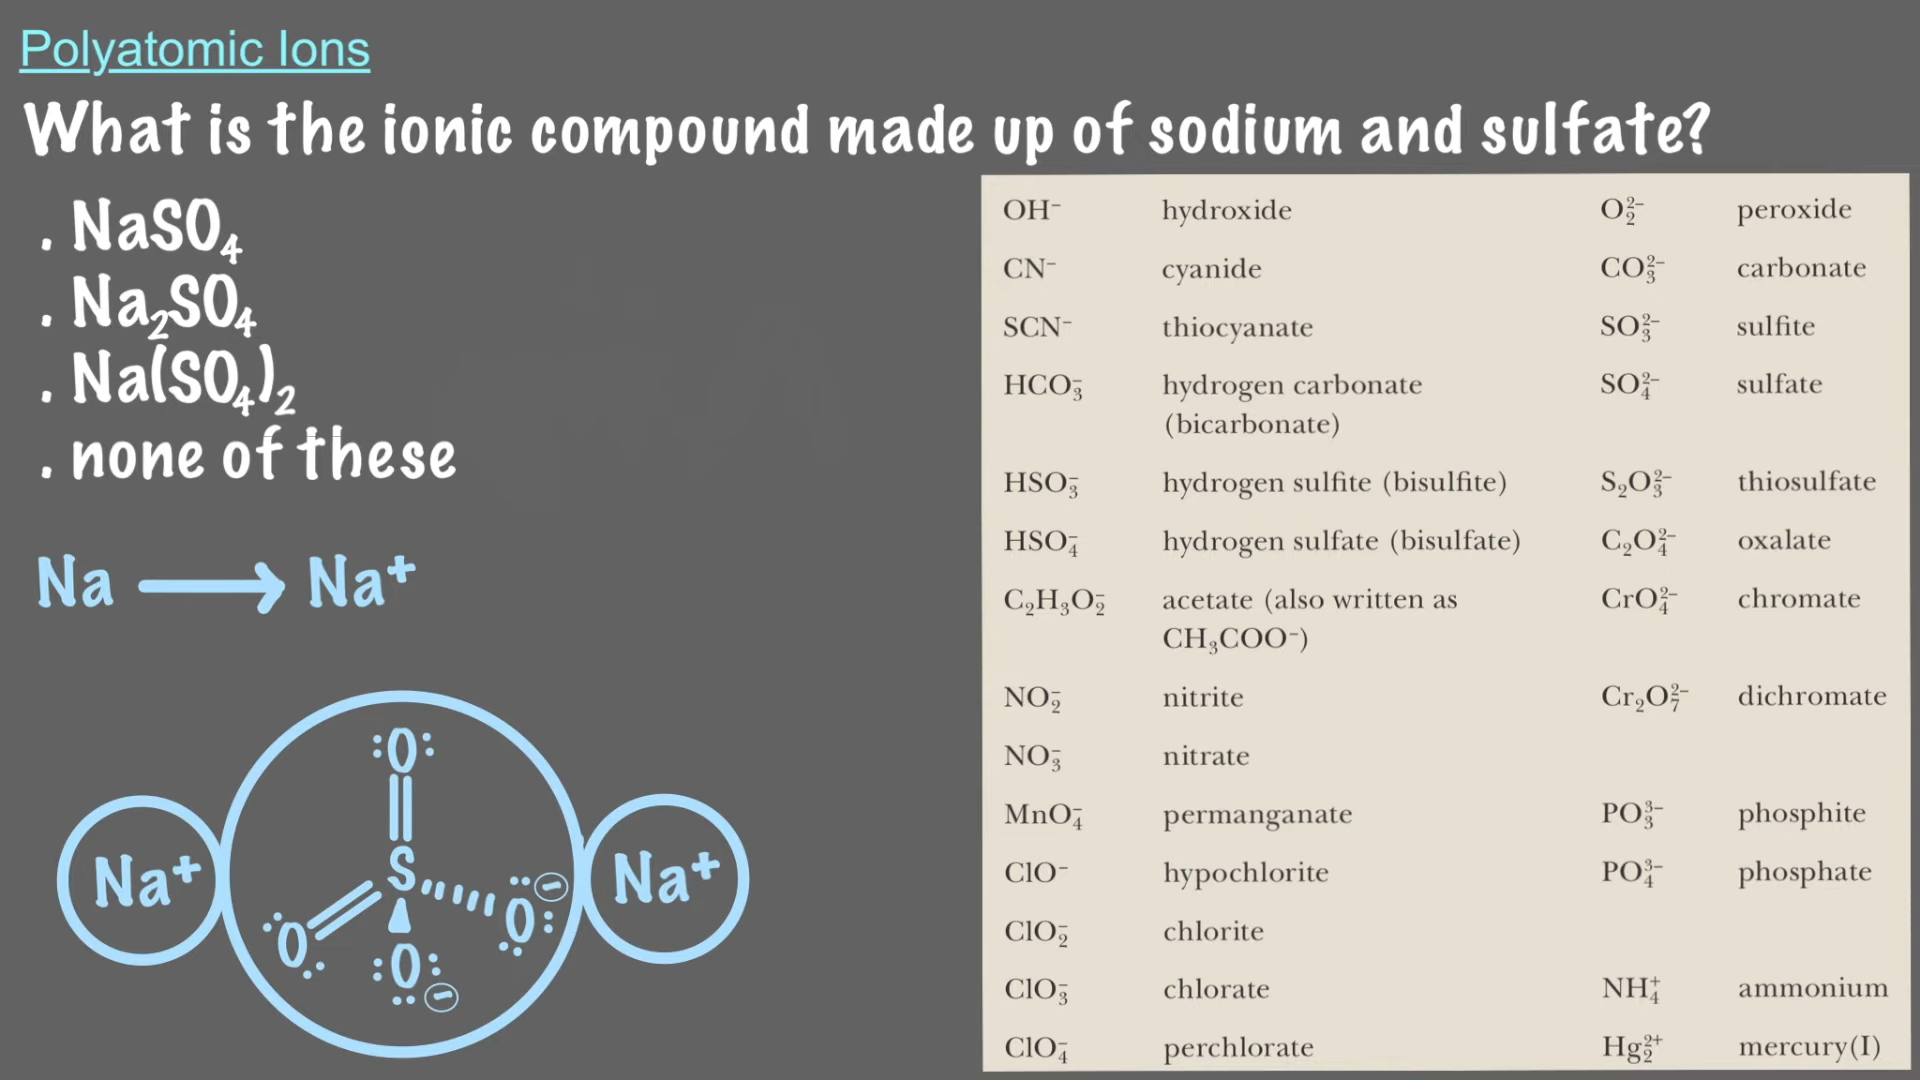 Polyatomic Ions
What is the ionic compound made up of sodium and sulfate?
. NaSO₄
. Na₂SO₄
. Na(SO₄)₂
. none of these
Na ⟶ Na⁺
:O:
S
O
O
:O:
Na⁺
Na⁺
OH⁻ hydroxide O₂²⁻ peroxide
CN⁻ cyanide CO₃²⁻ carbonate
SCN⁻ thiocyanate SO₃²⁻ sulfite
HCO₃⁻ hydrogen carbonate SO₄²⁻ sulfate
(bicarbonate)
HSO₃⁻ hydrogen sulfite (bisulfite) S₂O₃²⁻ thiosulfate
HSO₄⁻ hydrogen sulfate (bisulfate) C₂O₄²⁻ oxalate
C₂H₃O₂⁻ acetate (also written as CrO₄²⁻ chromate
CH₃COO⁻)
NO₂⁻ nitrite Cr₂O₇²⁻ dichromate
NO₃⁻ nitrate
MnO₄⁻ permanganate PO₃³⁻ phosphite
ClO⁻ hypochlorite PO₄³⁻ phosphate
ClO₂⁻ chlorite
ClO₃⁻ chlorate NH₄⁺ ammonium
ClO₄⁻ perchlorate Hg₂²⁺ mercury(I)